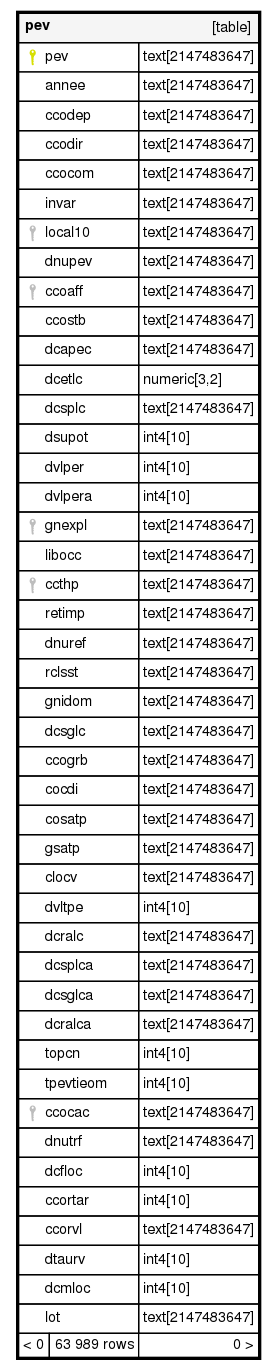 pev [table]
pev text[2147483647]
annee text[2147483647]
ccodep text[2147483647]
ccodir text[2147483647]
ccocom text[2147483647]
invar text[2147483647]
local10 text[2147483647]
dnupev text[2147483647]
ccoaff text[2147483647]
ccostb text[2147483647]
dcapec text[2147483647]
dcetlc numeric[3,2]
dcsplc text[2147483647]
dsupot int4[10]
dvlper int4[10]
dvlpera int4[10]
gnexpl text[2147483647]
libocc text[2147483647]
ccthp text[2147483647]
retimp text[2147483647]
dnuref text[2147483647]
rclsst text[2147483647]
gnidom text[2147483647]
dcsglc text[2147483647]
ccogrb text[2147483647]
cocdi text[2147483647]
cosatp text[2147483647]
gsatp text[2147483647]
clocv text[2147483647]
dvltpe int4[10]
dcralc text[2147483647]
dcsplca text[2147483647]
dcsglca text[2147483647]
dcralca text[2147483647]
topcn int4[10]
tpevtieom int4[10]
ccocac text[2147483647]
dnutrf text[2147483647]
dcfloc int4[10]
ccortar int4[10]
ccorvl text[2147483647]
dtaurv int4[10]
dcmloc int4[10]
lot text[2147483647]
< 0 63 989 rows 0 >